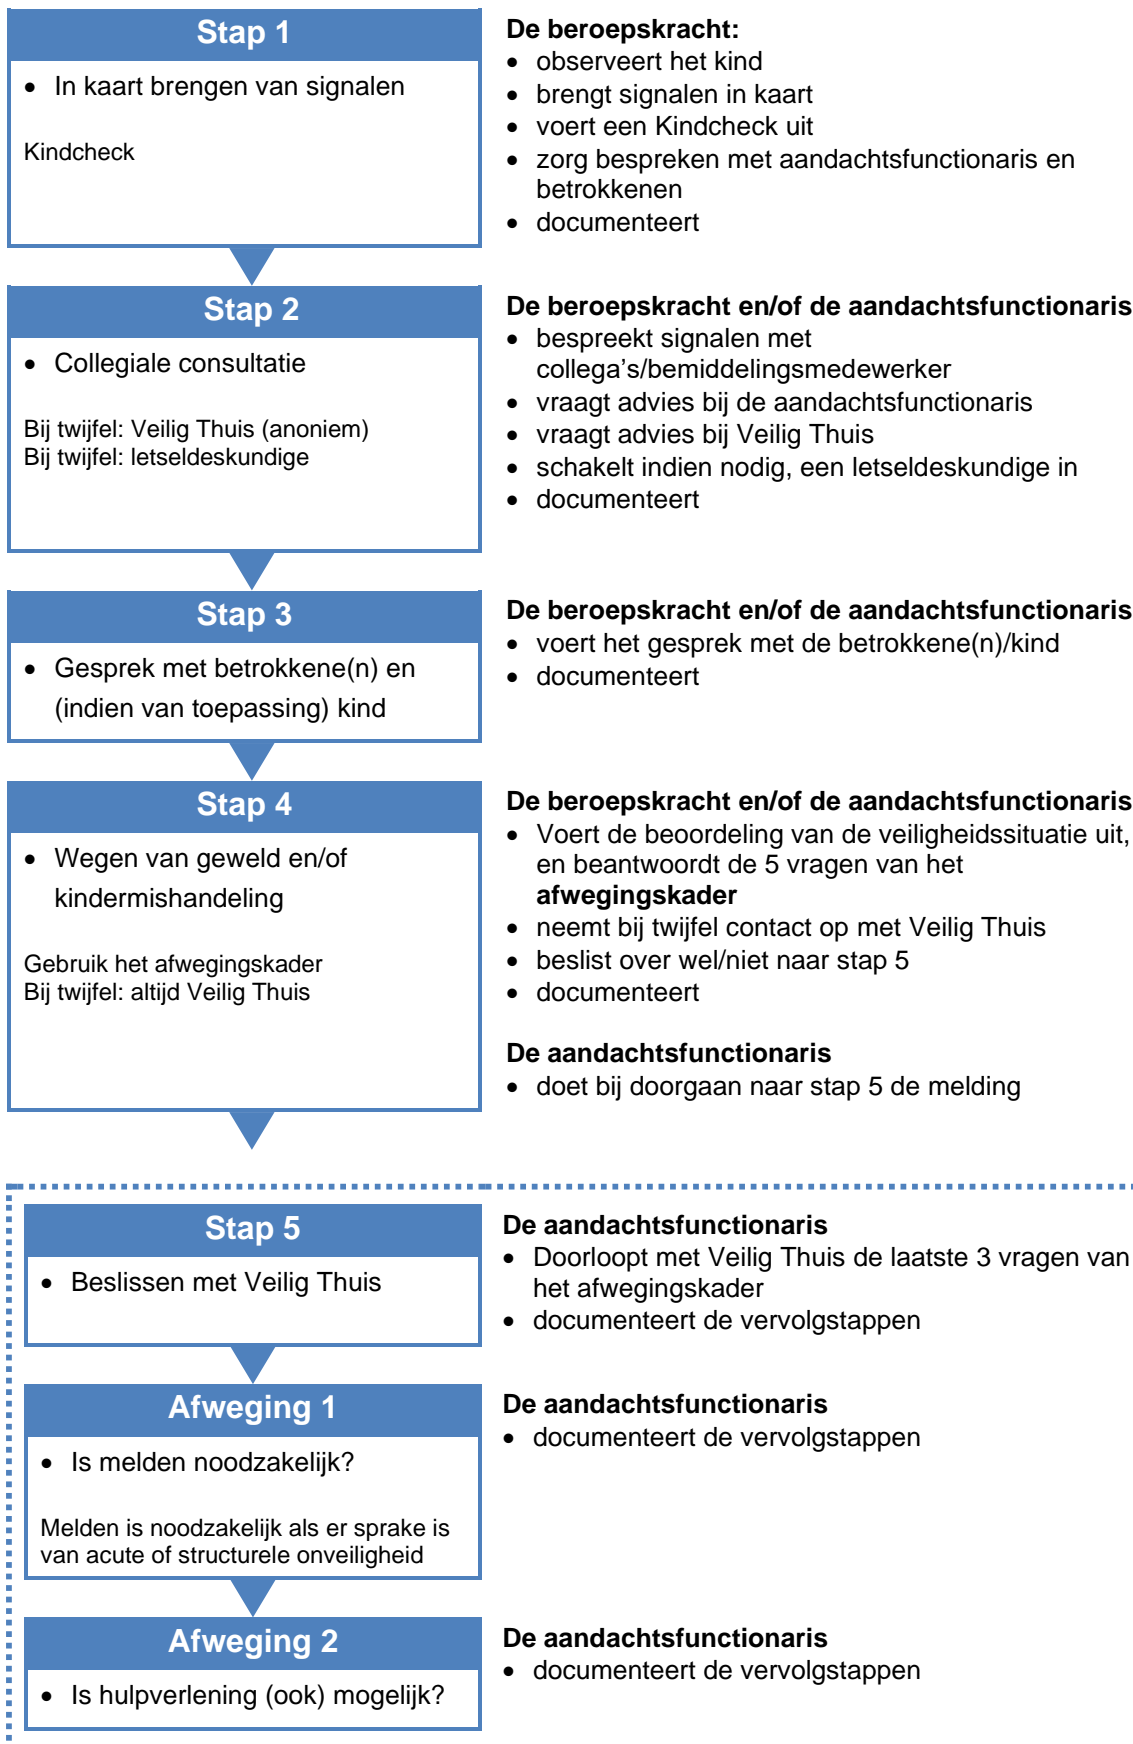 Stap 1
• In kaart brengen van signalen
Kindcheck
De beroepskracht:
• observeert het kind
• brengt signalen in kaart
• voert een Kindcheck uit
• zorg bespreken met aandachtsfunctionaris en
betrokkenen
• documenteert
Stap 2
• Collegiale consultatie
Bij twijfel: Veilig Thuis (anoniem)
Bij twijfel: letseldeskundige
De beroepskracht en/of de aandachtsfunctionaris
• bespreekt signalen met
collega's/bemiddelingsmedewerker
• vraagt advies bij de aandachtsfunctionaris
• vraagt advies bij Veilig Thuis
• schakelt indien nodig, een letseldeskundige in
• documenteert
Stap 3
• Gesprek met betrokkene(n) en
(indien van toepassing) kind
De beroepskracht en/of de aandachtsfunctionaris
• voert het gesprek met de betrokkene(n)/kind
• documenteert
Stap 4
• Wegen van geweld en/of
kindermishandeling
Gebruik het afwegingskader
Bij twijfel: altijd Veilig Thuis
De beroepskracht en/of de aandachtsfunctionaris
• Voert de beoordeling van de veiligheidssituatie uit,
en beantwoordt de 5 vragen van het
afwegingskader
• neemt bij twijfel contact op met Veilig Thuis
• beslist over wel/niet naar stap 5
• documenteert
De aandachtsfunctionaris
• doet bij doorgaan naar stap 5 de melding
Stap 5
• Beslissen met Veilig Thuis
De aandachtsfunctionaris
• Doorloopt met Veilig Thuis de laatste 3 vragen van
het afwegingskader
• documenteert de vervolgstappen
Afweging 1
• Is melden noodzakelijk?
Melden is noodzakelijk als er sprake is
van acute of structurele onveiligheid
De aandachtsfunctionaris
• documenteert de vervolgstappen
Afweging 2
• Is hulpverlening (ook) mogelijk?
De aandachtsfunctionaris
• documenteert de vervolgstappen